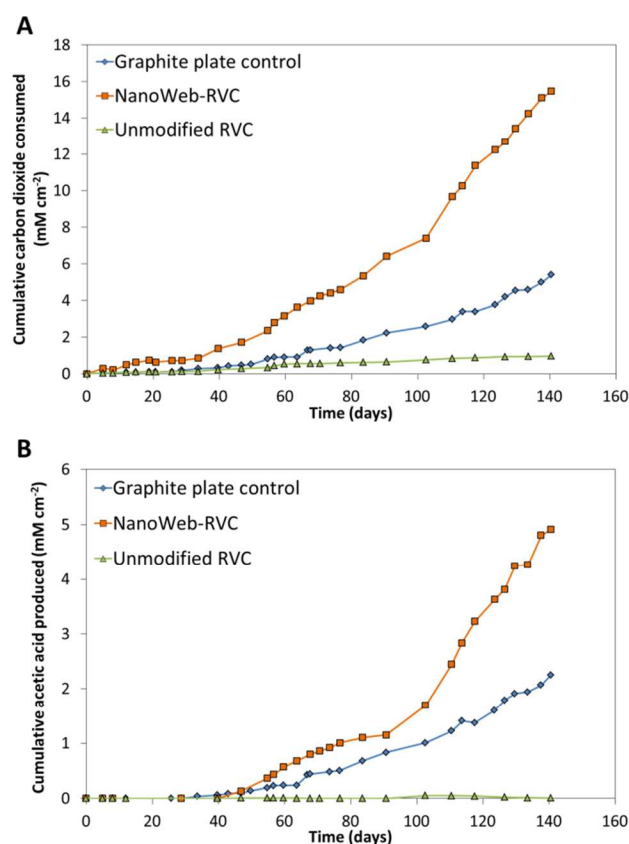 A
Cumulative carbon dioxide consumed
(mM cm-2)
18
16
14
12
10
8
6
4
2
0
Graphite plate control
NanoWeb-RVC
Unmodified RVC
0 20 40 60 80 100 120 140 160
Time (days)
B
Cumulative acetic acid produced (mM cm-2)
6
5
4
3
2
1
0
Graphite plate control
NanoWeb-RVC
Unmodified RVC
0 20 40 60 80 100 120 140 160
Time (days)